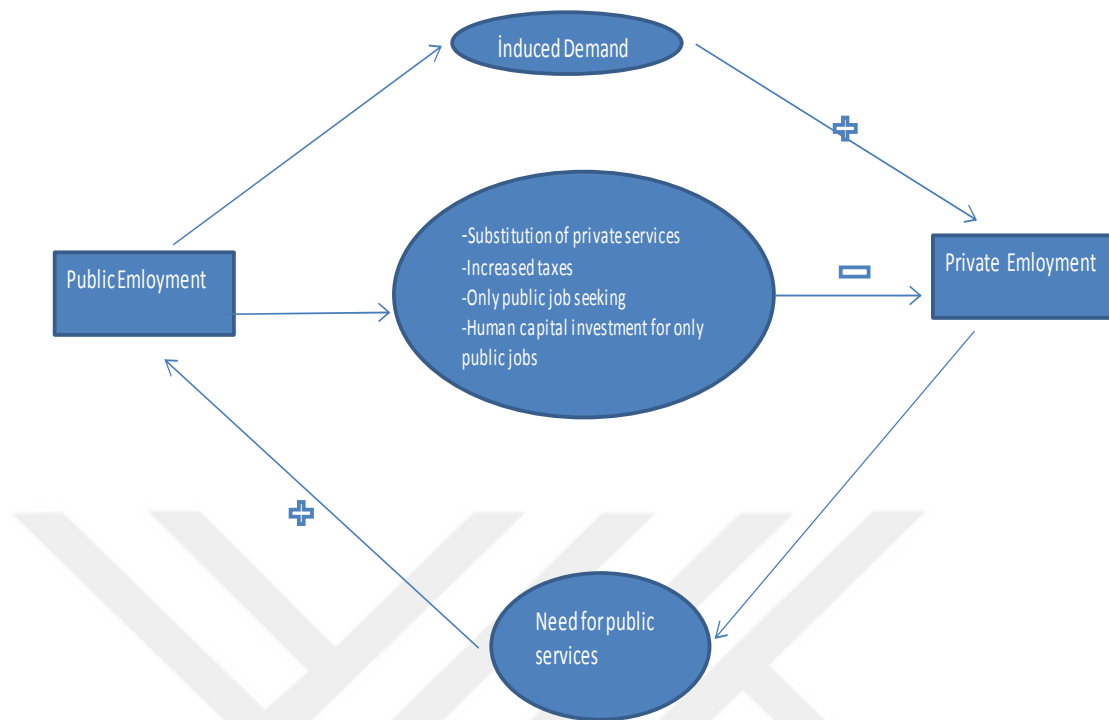 İnduced Demand
-Substitution of private services
-Increased taxes
-Only public job seeking
-Human capital investment for only
public jobs
Public Emloyment
Private Emloyment
Need for public
services